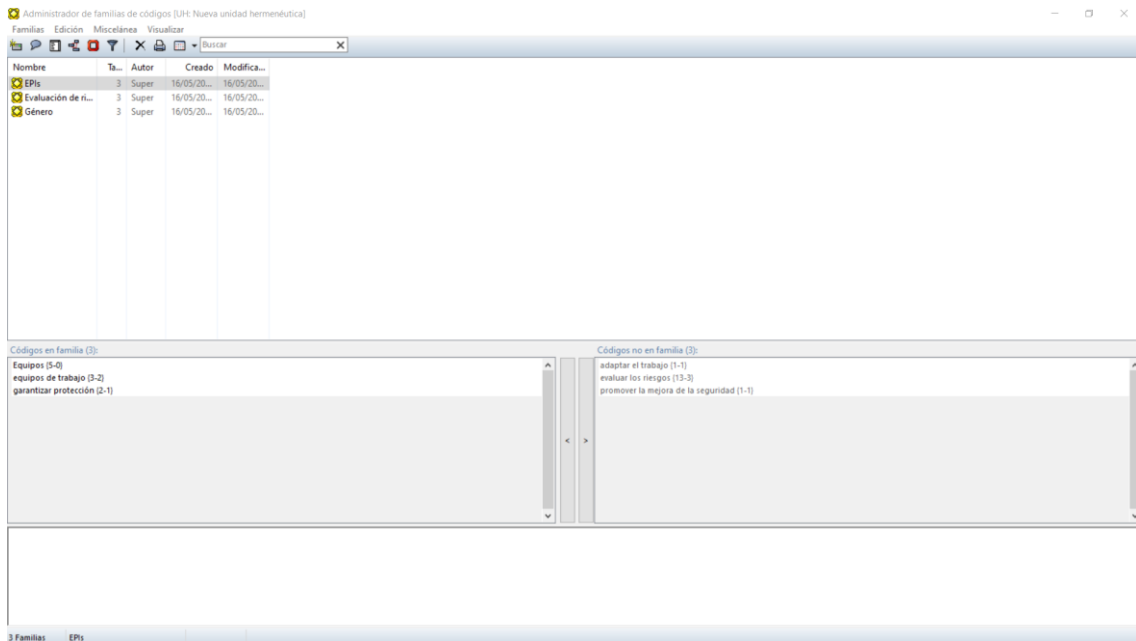 Administrador de familias de códigos [UH: Nueva unidad hermenéutica]
Familias Edición Miscelánea Visualizar
Buscar
Nombre Ta... Autor Creado Modifica...
EPIs 3 Super 16/05/20... 16/05/20...
Evaluación de ri... 3 Super 16/05/20... 16/05/20...
Género 3 Super 16/05/20... 16/05/20...
Códigos en familia (3): Códigos no en familia (3):
Equipos {5-0} adaptar el trabajo {1-1}
equipos de trabajo {3-2} evaluar los riesgos {13-3}
garantizar protección {2-1} promover la mejora de la seguridad {1-1}
< >
3 Familias EPIs